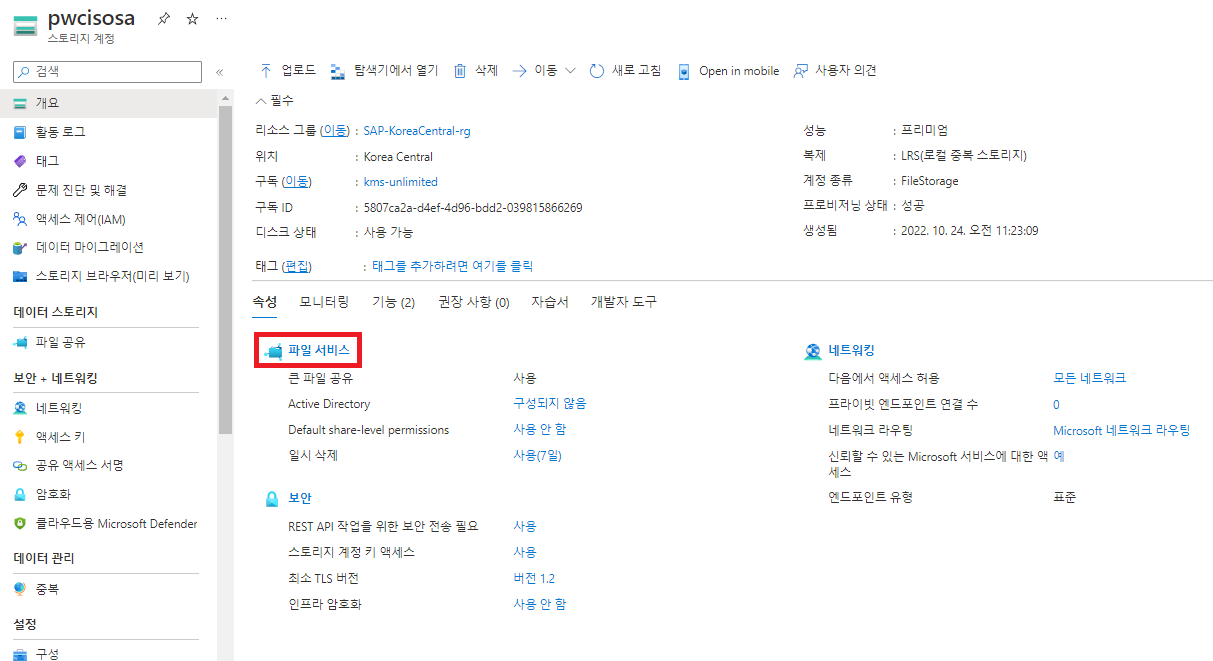 pwcisosa
스토리지 계정
검색
개요
활동 로그
태그
문제 진단 및 해결
액세스 제어(IAM)
데이터 마이그레이션
스토리지 브라우저(미리 보기)
데이터 스토리지
파일 공유
보안 + 네트워킹
네트워킹
액세스 키
공유 액세스 서명
암호화
클라우드용 Microsoft Defender
데이터 관리
중복
설정
구성
업로드 탐색기에서 열기 삭제 이동 새로 고침 Open in mobile 사용자 의견
필수
리소스 그룹 (이동) : SAP-KoreaCentral-rg
위치 : Korea Central
구독 (이동) : kms-unlimited
구독 ID : 5807ca2a-d4ef-4d96-bdd2-039815866269
디스크 상태 : 사용 가능
태그 (편집) : 태그를 추가하려면 여기를 클릭
성능 : 프리미엄
복제 : LRS(로컬 중복 스토리지)
계정 종류 : FileStorage
프로비저닝 상태 : 성공
생성됨 : 2022. 10. 24. 오전 11:23:09
속성 모니터링 기능 (2) 권장 사항 (0) 자습서 개발자 도구
파일 서비스
큰 파일 공유 사용
Active Directory 구성되지 않음
Default share-level permissions 사용 안 함
일시 삭제 사용(7일)
보안
REST API 작업을 위한 보안 전송 필요 사용
스토리지 계정 키 액세스 사용
최소 TLS 버전 버전 1.2
인프라 암호화 사용 안 함
네트워킹
다음에서 액세스 허용 모든 네트워크
프라이빗 엔드포인트 연결 수 0
네트워크 라우팅 Microsoft 네트워크 라우팅
신뢰할 수 있는 Microsoft 서비스에 대한 액 예
세스
엔드포인트 유형 표준